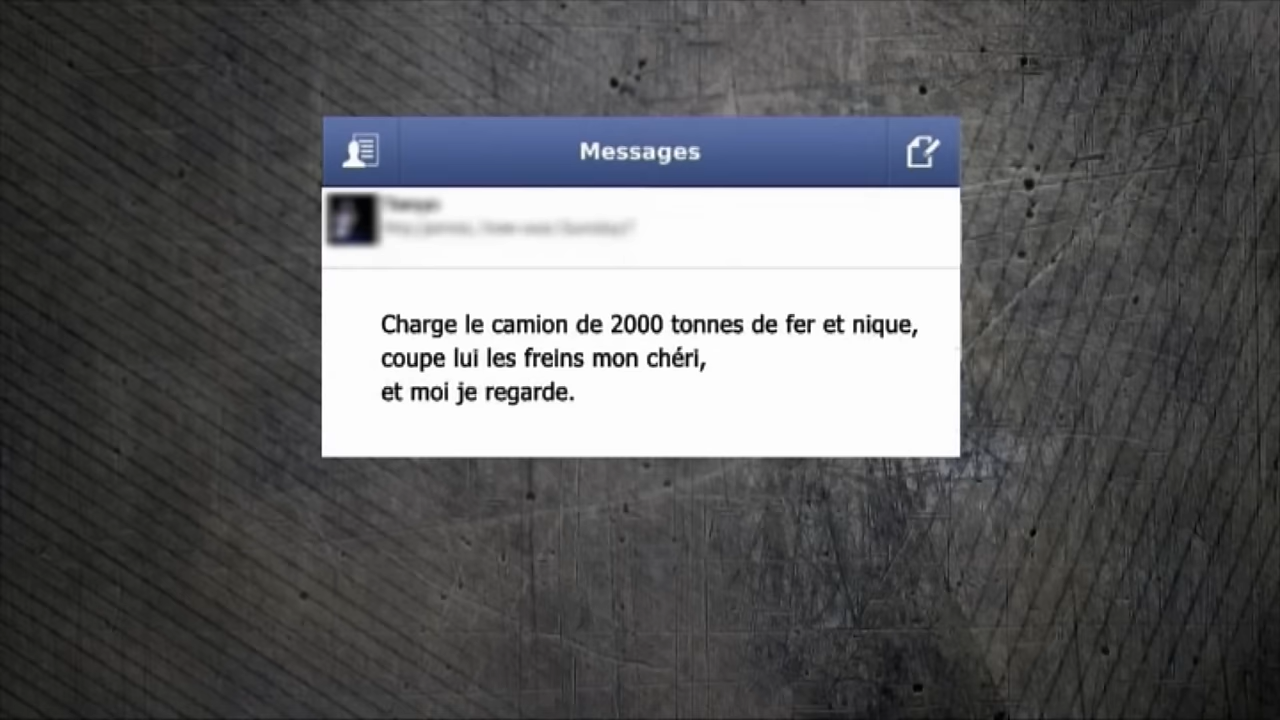 Messages
Charge le camion de 2000 tonnes de fer et nique,
coupe lui les freins mon chéri,
et moi je regarde.